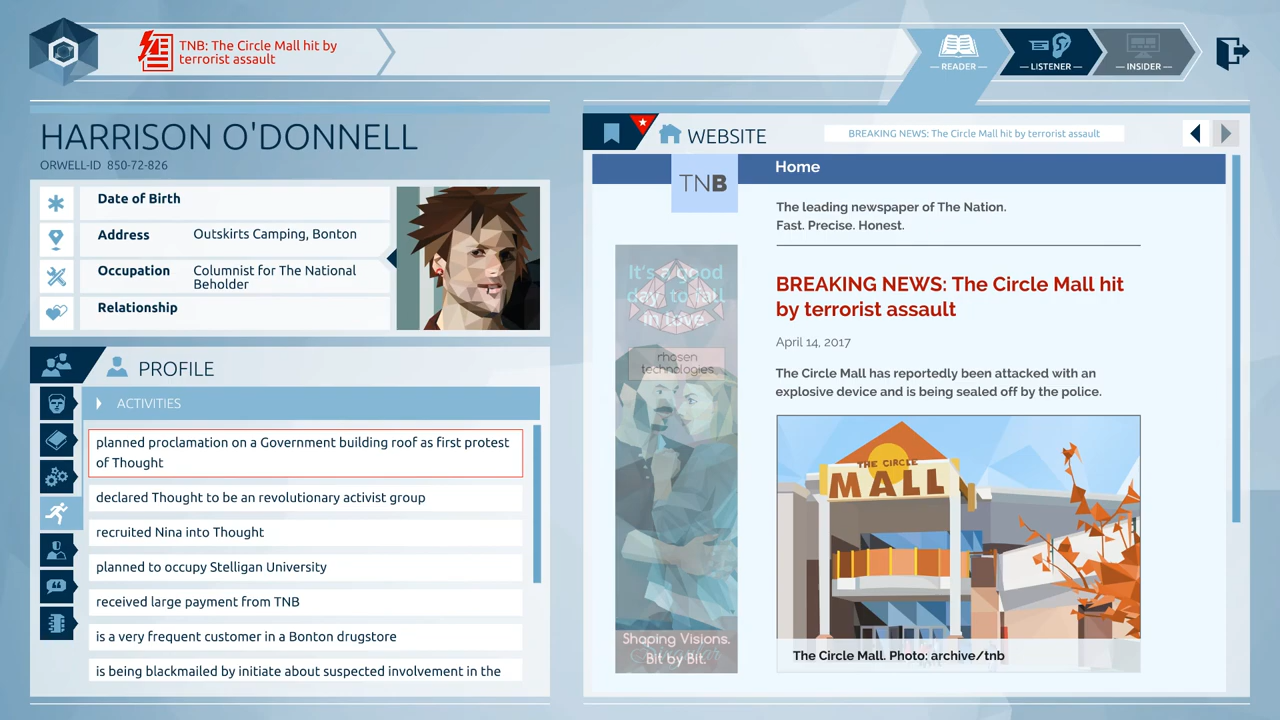 TNB: The Circle Mall hit by
terrorist assault
— READER —
— LISTENER —
— INSIDER —
HARRISON O'DONNELL
ORWELL-ID 850-72-826
Date of Birth
Address Outskirts Camping, Bonton
Occupation Columnist for The National
Beholder
Relationship
PROFILE
ACTIVITIES
planned proclamation on a Government building roof as first protest
of Thought
declared Thought to be an revolutionary activist group
recruited Nina into Thought
planned to occupy Stelligan University
received large payment from TNB
is a very frequent customer in a Bonton drugstore
is being blackmailed by initiate about suspected involvement in the
WEBSITE
BREAKING NEWS: The Circle Mall hit by terrorist assault
TNB
Home
The leading newspaper of The Nation.
Fast. Precise. Honest.
BREAKING NEWS: The Circle Mall hit
by terrorist assault
April 14, 2017
The Circle Mall has reportedly been attacked with an
explosive device and is being sealed off by the police.
THE CIRCLE
MALL
The Circle Mall. Photo: archive/tnb
It's a good
day to fall
in love
rhosen
technologies
Shaping Visions.
Bit by Bit.